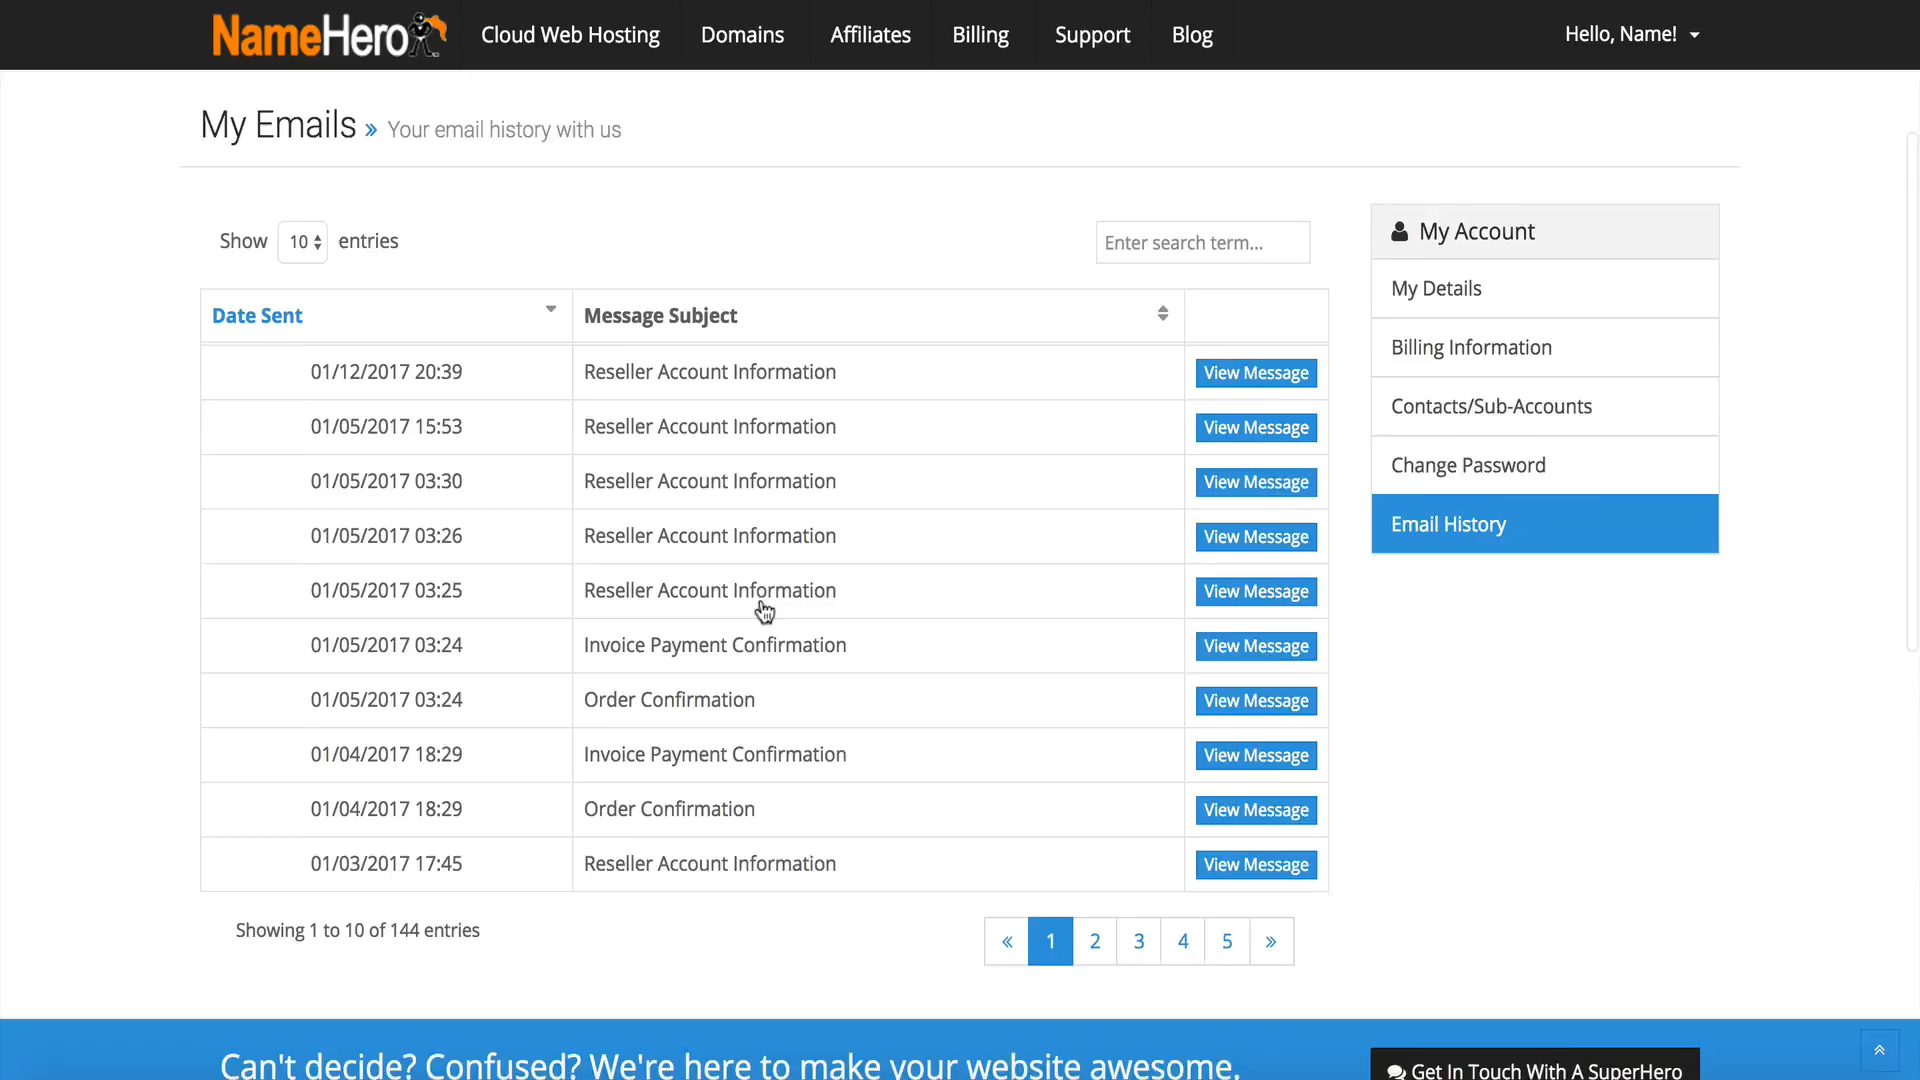 NameHero
Cloud Web Hosting Domains Affiliates Billing Support Blog Hello, Name!
My Emails » Your email history with us
Show 10 entries Enter search term...
Date Sent Message Subject
01/12/2017 20:39 Reseller Account Information View Message
01/05/2017 15:53 Reseller Account Information View Message
01/05/2017 03:30 Reseller Account Information View Message
01/05/2017 03:26 Reseller Account Information View Message
01/05/2017 03:25 Reseller Account Information View Message
01/05/2017 03:24 Invoice Payment Confirmation View Message
01/05/2017 03:24 Order Confirmation View Message
01/04/2017 18:29 Invoice Payment Confirmation View Message
01/04/2017 18:29 Order Confirmation View Message
01/03/2017 17:45 Reseller Account Information View Message
Showing 1 to 10 of 144 entries
« 1 2 3 4 5 »
My Account
My Details
Billing Information
Contacts/Sub-Accounts
Change Password
Email History
Can't decide? Confused? We're here to make your website awesome.
Get In Touch With A SuperHero